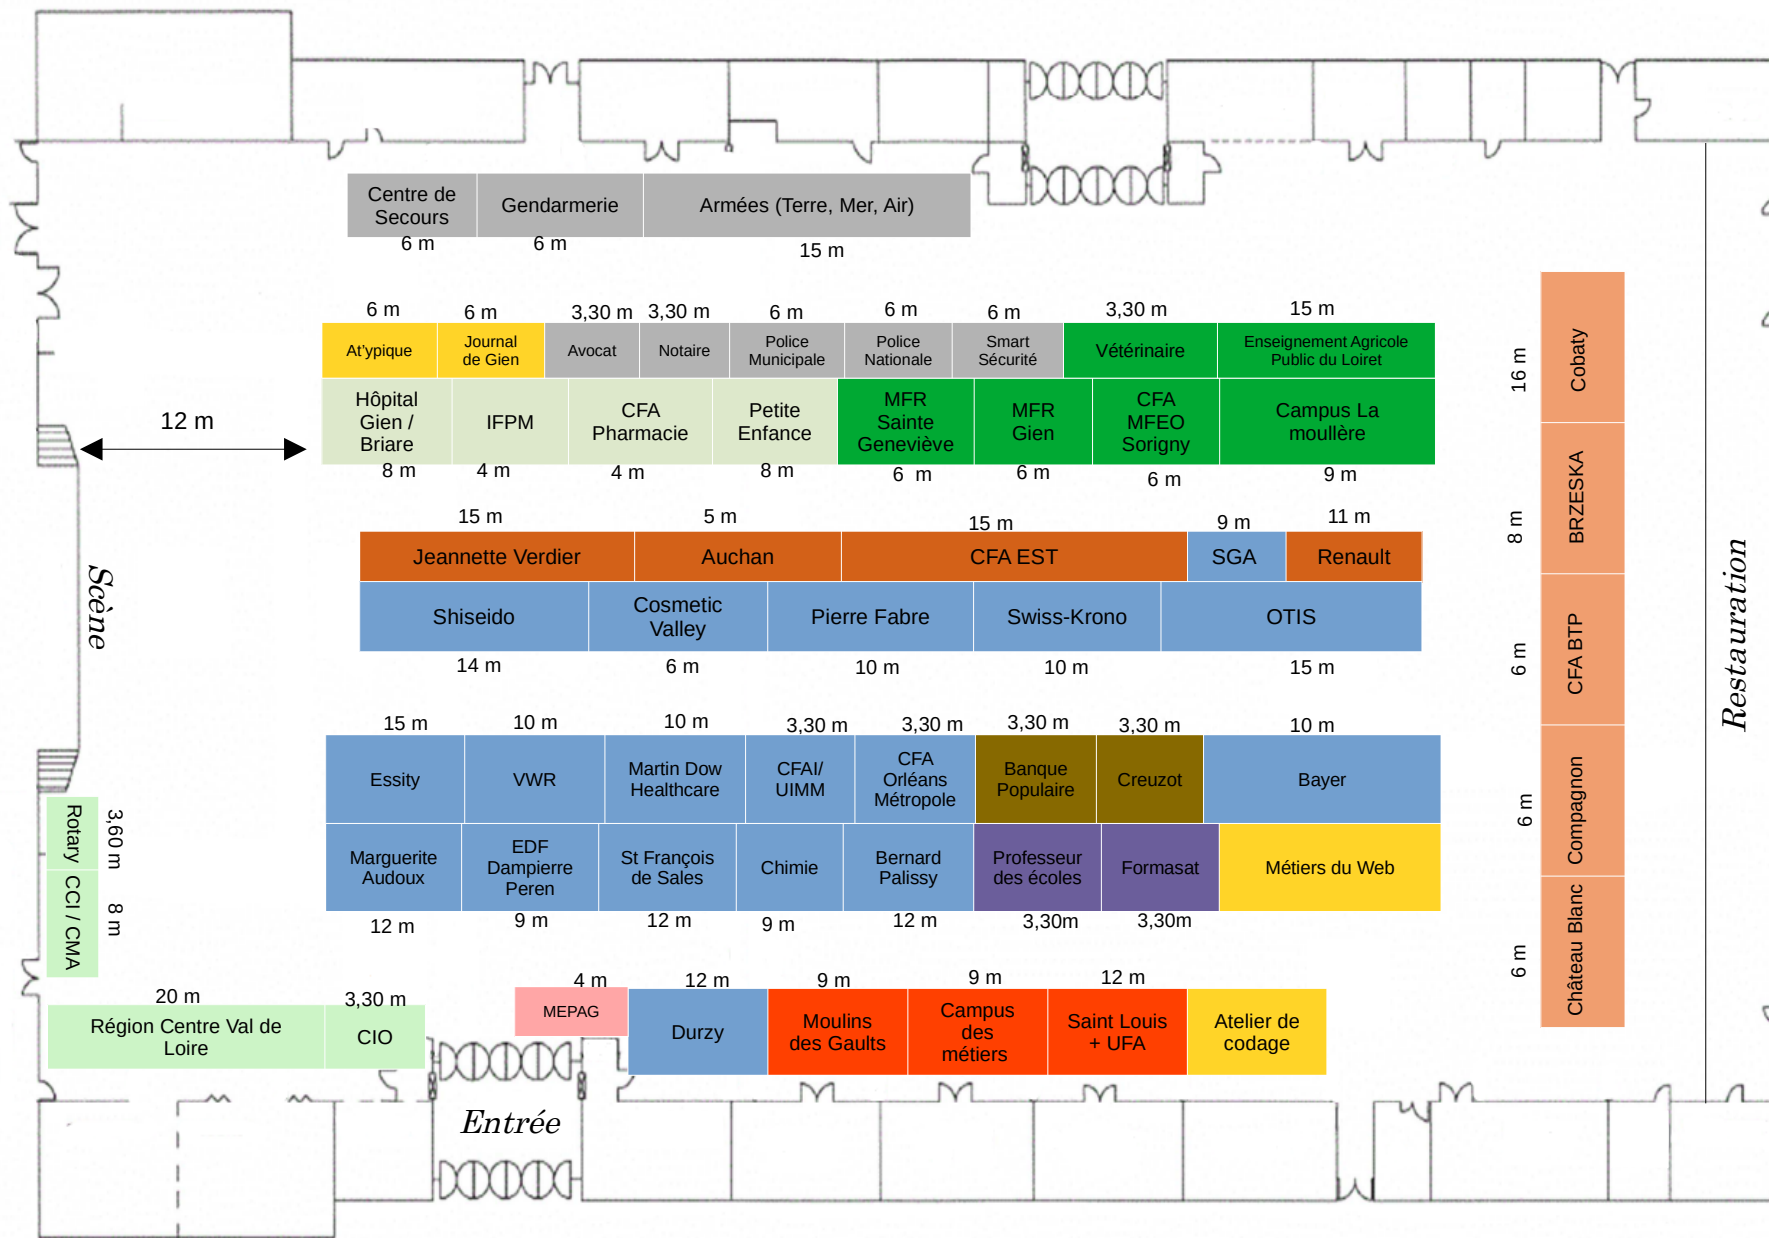 Centre de
Secours
Gendarmerie
Armées (Terre, Mer, Air)
6 m
6 m
15 m
6 m
6 m
3,30 m
3,30 m
6 m
6 m
6 m
3,30 m
15 m
At'ypique
Journal
de Gien
Avocat
Notaire
Police
Municipale
Police
Nationale
Smart
Sécurité
Vétérinaire
Enseignement Agricole
Public du Loiret
Hôpital
Gien /
Briare
IFPM
CFA
Pharmacie
Petite
Enfance
MFR
Sainte
Geneviève
MFR
Gien
CFA
MFEO
Sorigny
Campus La
moullère
8 m
4 m
4 m
8 m
6 m
6 m
6 m
9 m
12 m
Scène
15 m
5 m
15 m
9 m
11 m
Jeannette Verdier
Auchan
CFA EST
SGA
Renault
Shiseido
Cosmetic
Valley
Pierre Fabre
Swiss-Krono
OTIS
14 m
6 m
10 m
10 m
15 m
15 m
10 m
10 m
3,30 m
3,30 m
3,30 m
3,30 m
10 m
Essity
VWR
Martin Dow
Healthcare
CFAI/
UIMM
CFA
Orléans
Métropole
Banque
Populaire
Creuzot
Bayer
Marguerite
Audoux
EDF
Dampierre
Peren
St François
de Sales
Chimie
Bernard
Palissy
Professeur
des écoles
Formasat
Métiers du Web
12 m
9 m
12 m
9 m
12 m
3,30m
3,30m
Rotary
3,60 m
CCI / CMA
8 m
20 m
3,30 m
Région Centre Val de
Loire
CIO
4 m
12 m
9 m
9 m
12 m
MEPAG
Durzy
Moulins
des Gaults
Campus
des
métiers
Saint Louis
+ UFA
Atelier de
codage
Entrée
16 m
Cobaty
8 m
BRZESKA
6 m
CFA BTP
6 m
Compagnon
6 m
Château Blanc
Restauration